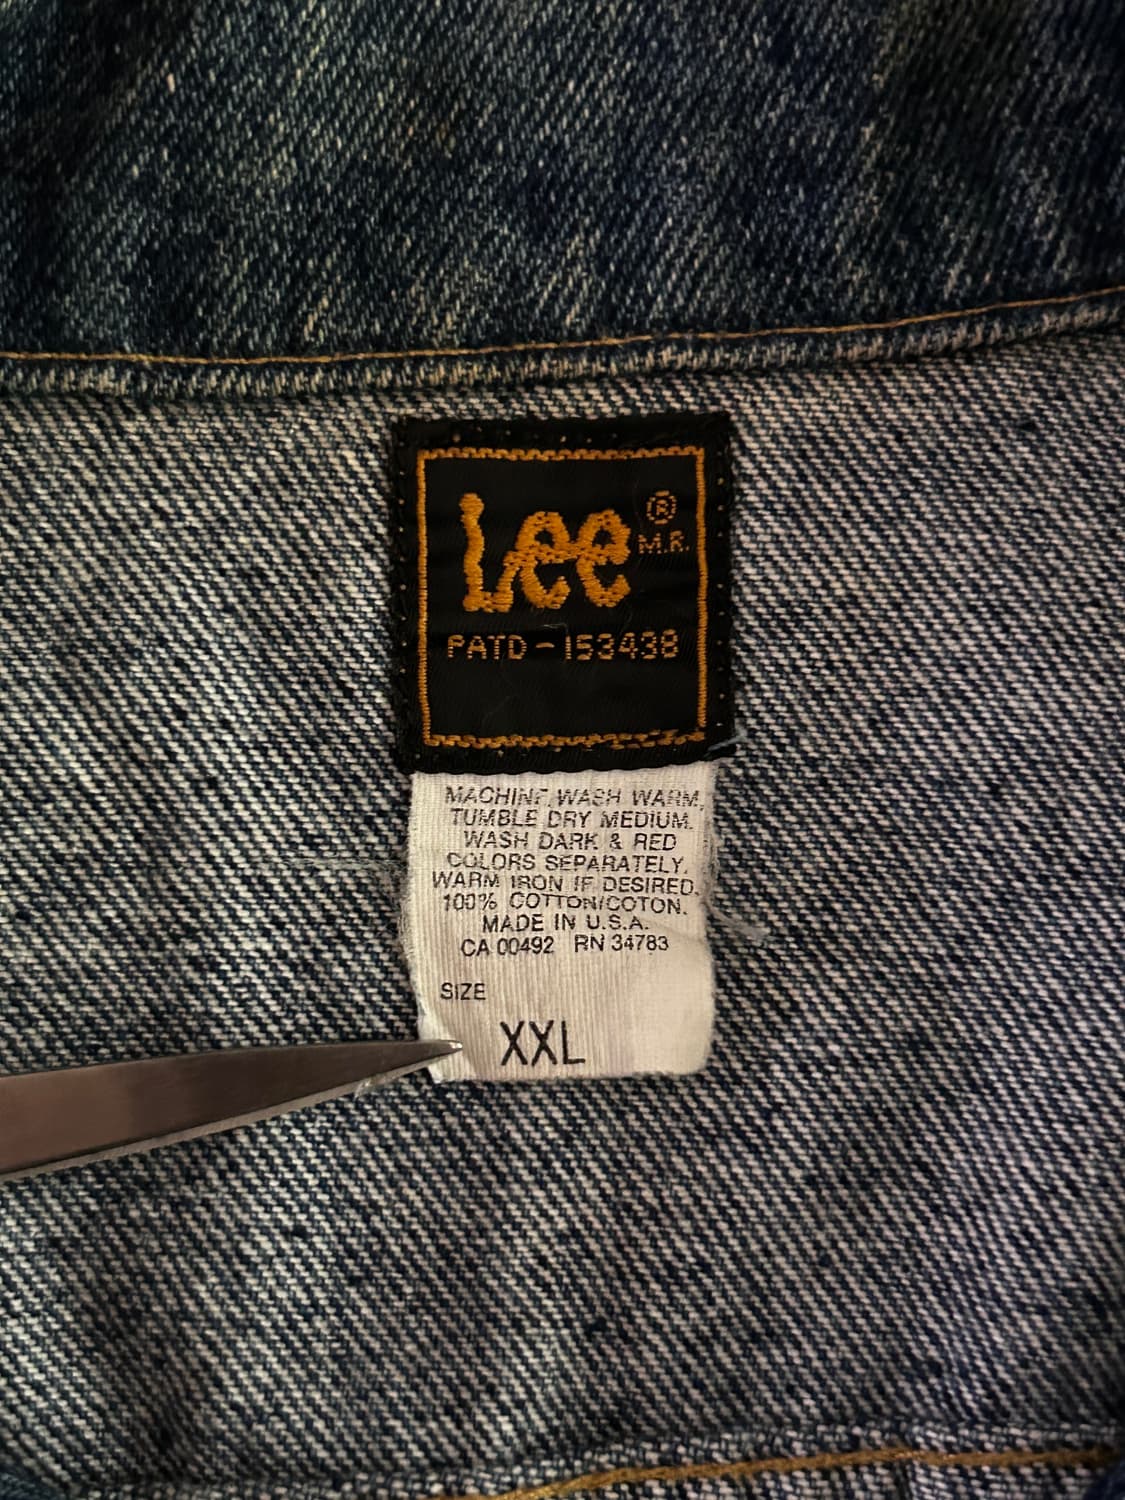 Lee ®
M.R.
PATD-153438
MACHINE WASH WARM,
TUMBLE DRY MEDIUM.
WASH DARK & RED
COLORS SEPARATELY.
WARM IRON IF DESIRED.
100% COTTON/COTON.
MADE IN U.S.A.
CA 00492 RN 34783
SIZE
XXL